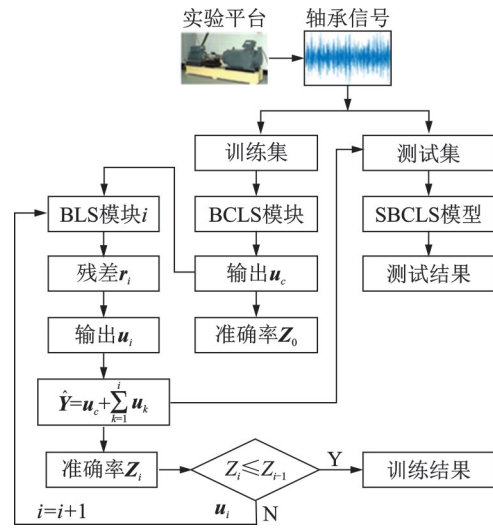 实验平台
轴承信号
训练集
测试集
BLS模块i
BCLS模块
SBCLS模型
残差r_i
输出u_c
测试结果
输出u_i
准确率Z_0
Ŷ=u_c+∑_{k=1}^{i}u_k
准确率Z_i
Z_i≤Z_{i-1}
Y
训练结果
i=i+1
u_i
N